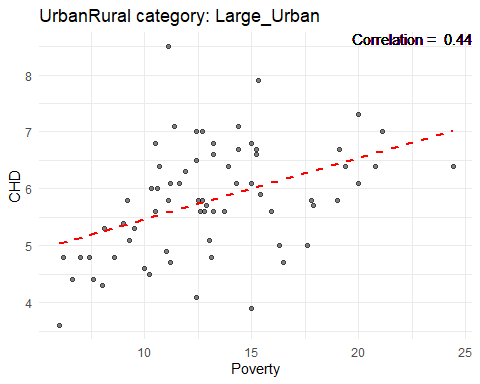 UrbanRural category: Large_Urban
Correlation = 0.44
8
7
6
5
4
CHD
10 15 20 25
Poverty